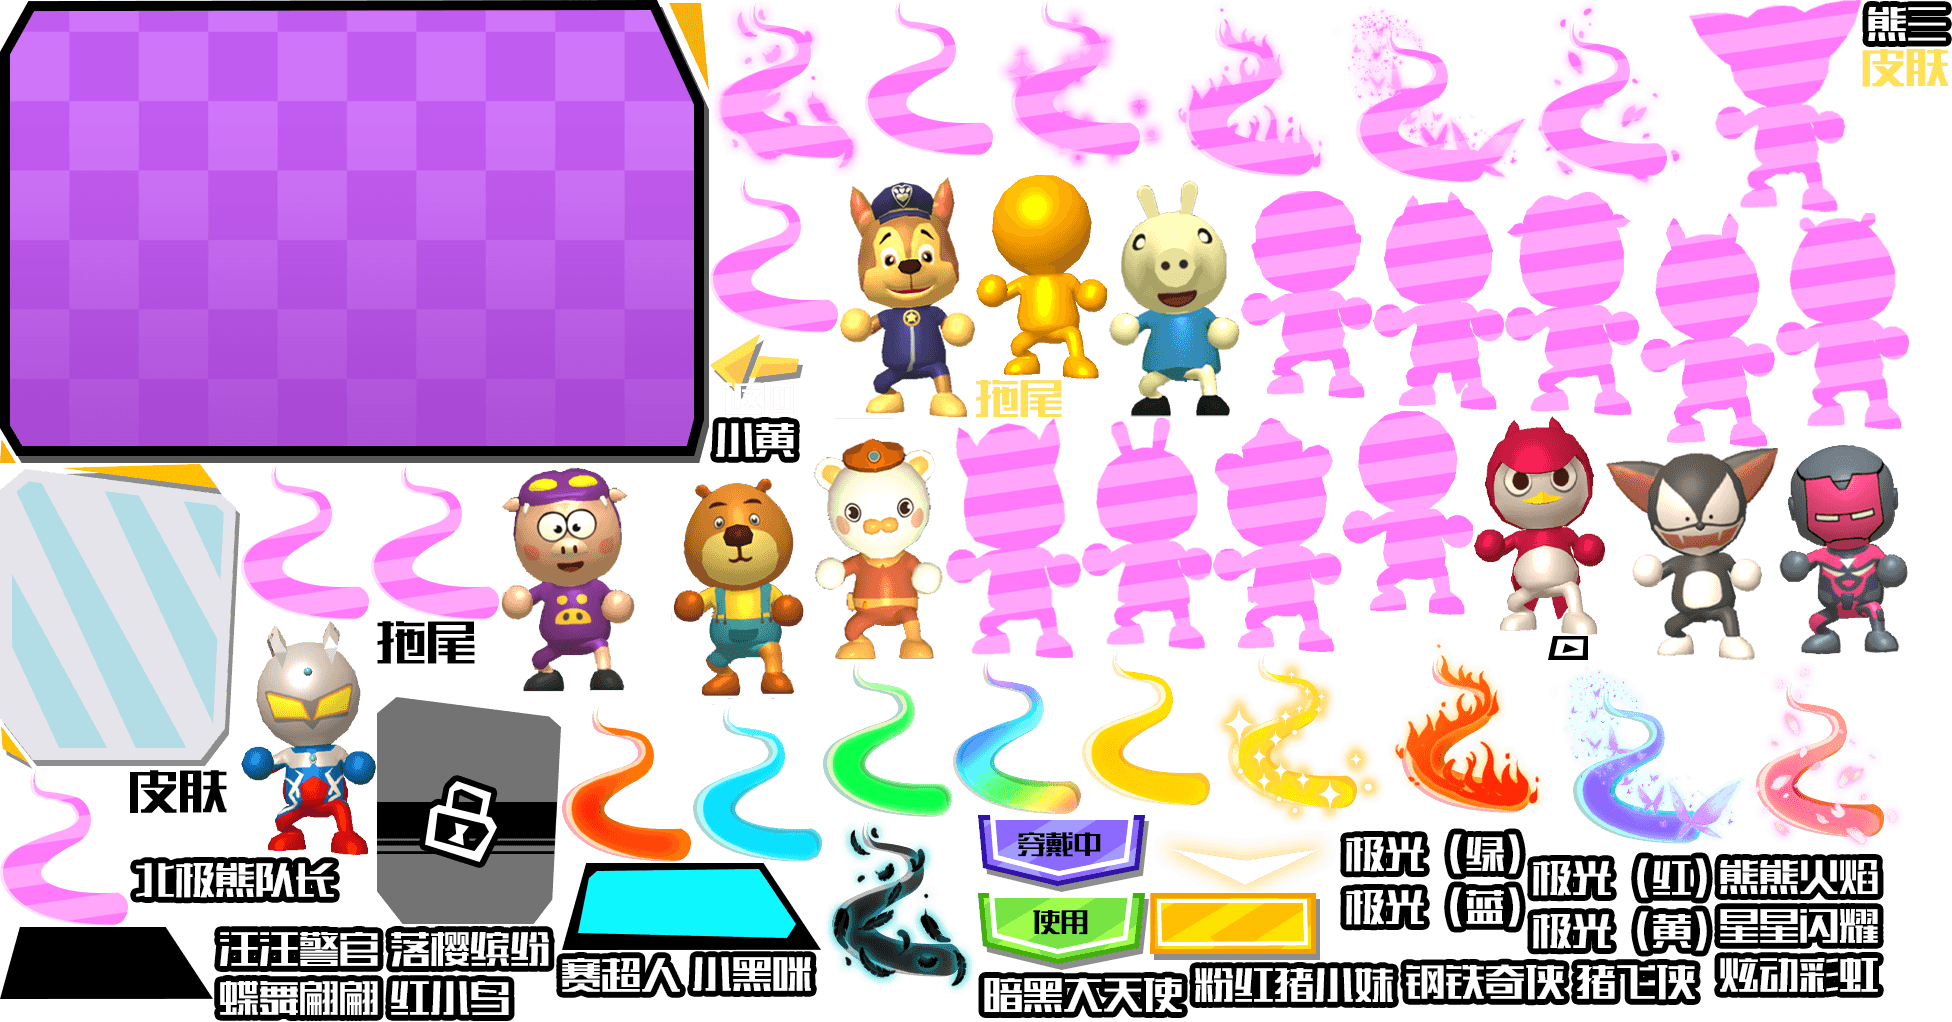 熊三
皮肤
返回
拖尾
小黄
拖尾
皮肤
北极熊队长
穿戴中
使用
极光（绿）
极光（蓝）
极光（红）
极光（黄）
熊熊火焰
星星闪耀
炫动彩虹
汪汪警官
落樱缤纷
蝶舞翩翩
红小鸟
赛超人
小黑咪
暗黑大天使
粉红猪小妹
钢铁奇侠
猪飞侠